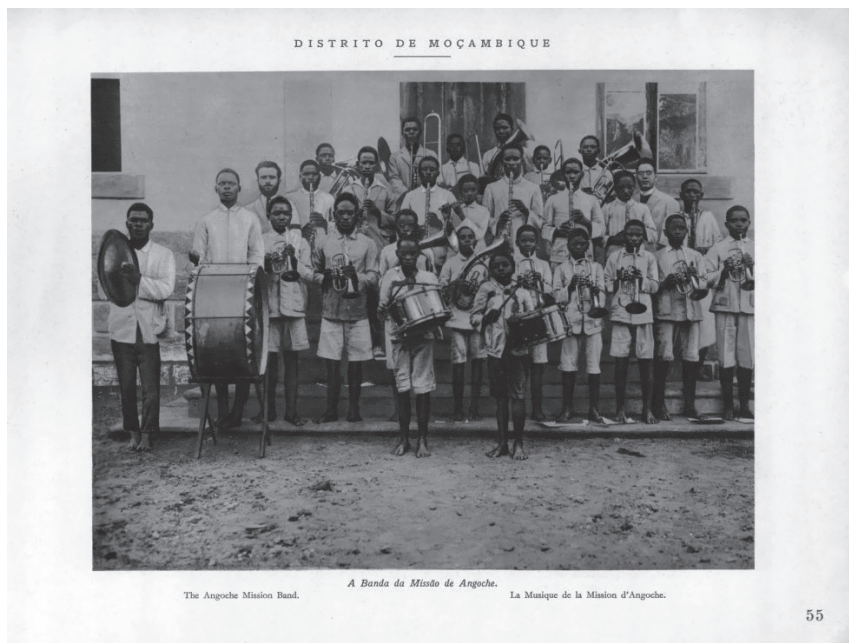 DISTRITO DE MOÇAMBIQUE
A Banda da Missão de Angoche.
The Angoche Mission Band.
La Musique de la Mission d'Angoche.
55